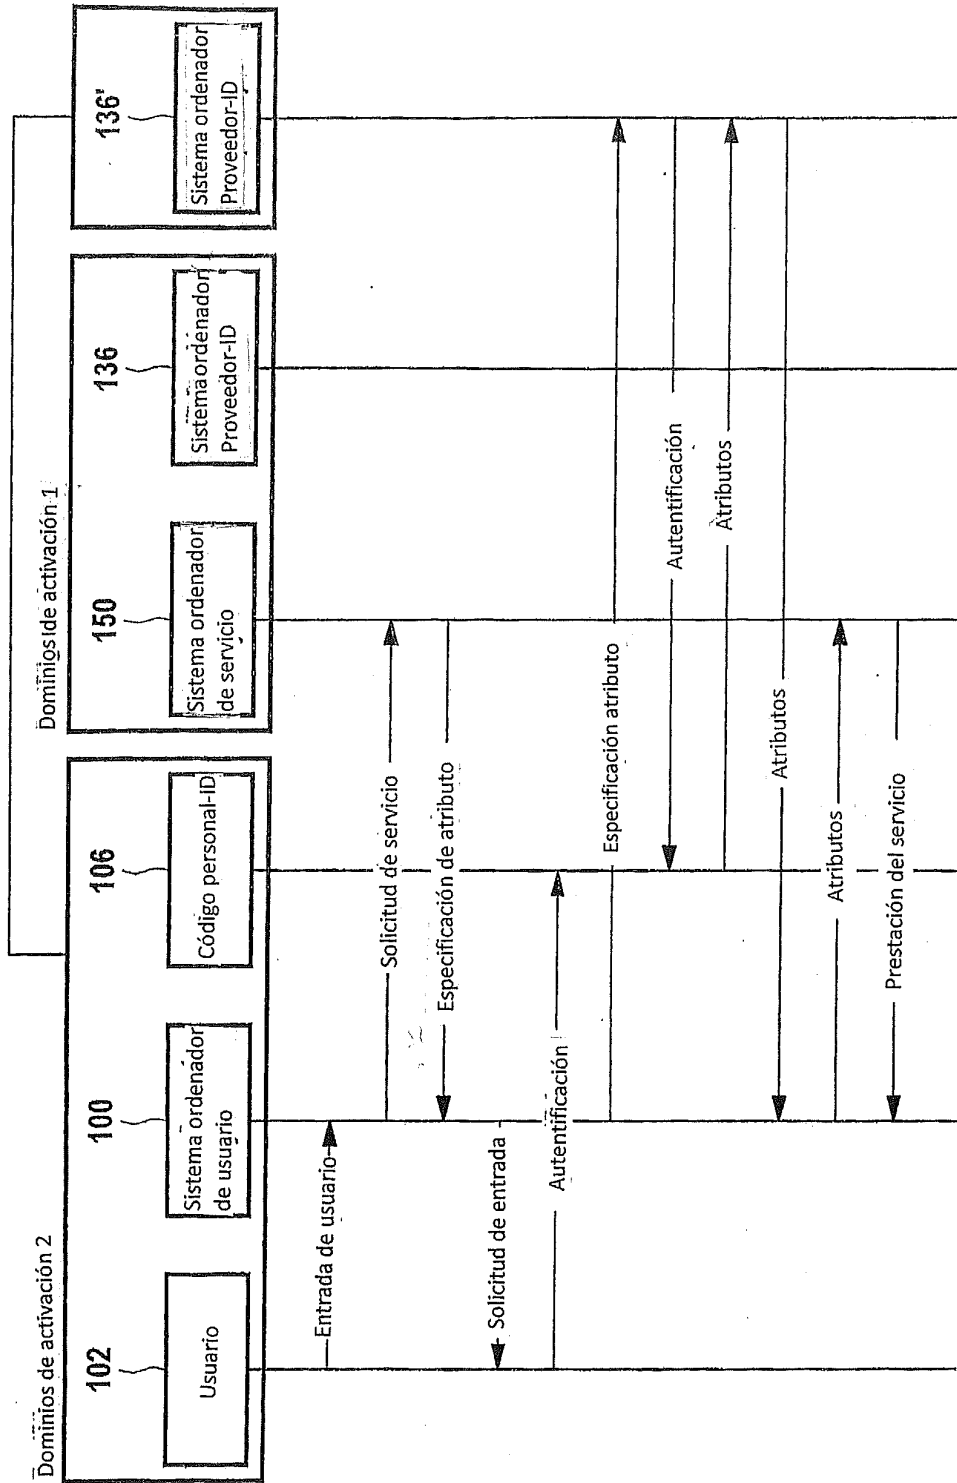 Dominios de activación 2
Dominios de activación 1
102
100
106
150
136
136'
Usuario
Sistema ordenador
de usuario
Código personal-ID
Sistema ordenador
de servicio
Sistema ordenador
Proveedor-ID
Sistema ordenador
Proveedor-ID
Entrada de usuario
Solicitud de servicio
Especificación de atributo
Solicitud de entrada
Autentificación
Especificación atributo
Autentificación
Atributos
Atributos
Atributos
Prestación del servicio